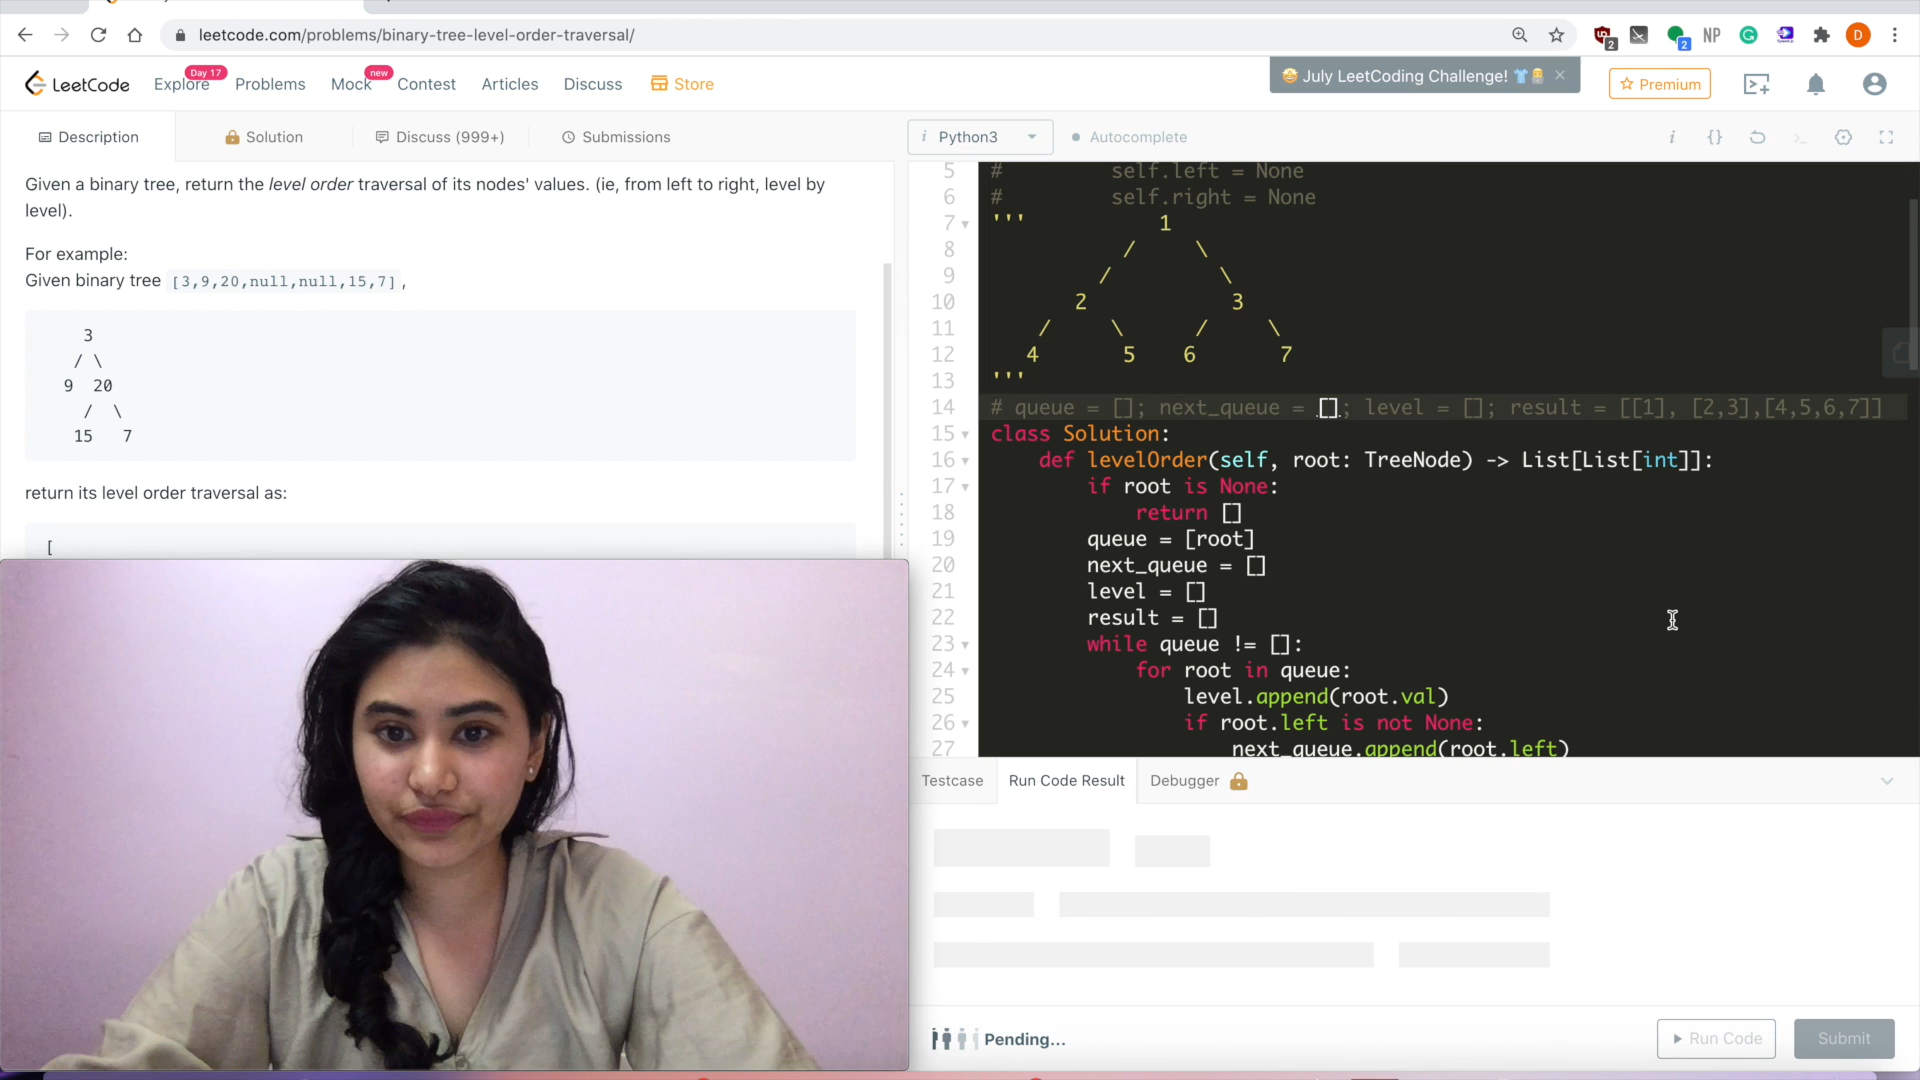 leetcode.com/problems/binary-tree-level-order-traversal/
2
2
NP
D
LeetCode
Explore
Day 17
Problems
Mock
new
Contest
Articles
Discuss
Store
July LeetCoding Challenge!
Premium
Description
Solution
Discuss (999+)
Submissions
Given a binary tree, return the level order traversal of its nodes' values. (ie, from left to right, level by
level).
For example:
Given binary tree [3,9,20,null,null,15,7],
3
/ \
9 20
/ \
15 7
return its level order traversal as:
[
i Python3
Autocomplete
i {}
5 # self.left = None
6 # self.right = None
7 ''' 1
8 / \
9 / \
10 2 3
11 / \ / \
12 4 5 6 7
13 '''
14 # queue = []; next_queue = []; level = []; result = [[1], [2,3],[4,5,6,7]]
15 class Solution:
16 def levelOrder(self, root: TreeNode) -> List[List[int]]:
17 if root is None:
18 return []
19 queue = [root]
20 next_queue = []
21 level = []
22 result = []
23 while queue != []:
24 for root in queue:
25 level.append(root.val)
26 if root.left is not None:
27 next_queue.append(root.left)
Testcase
Run Code Result
Debugger
Pending...
Run Code
Submit